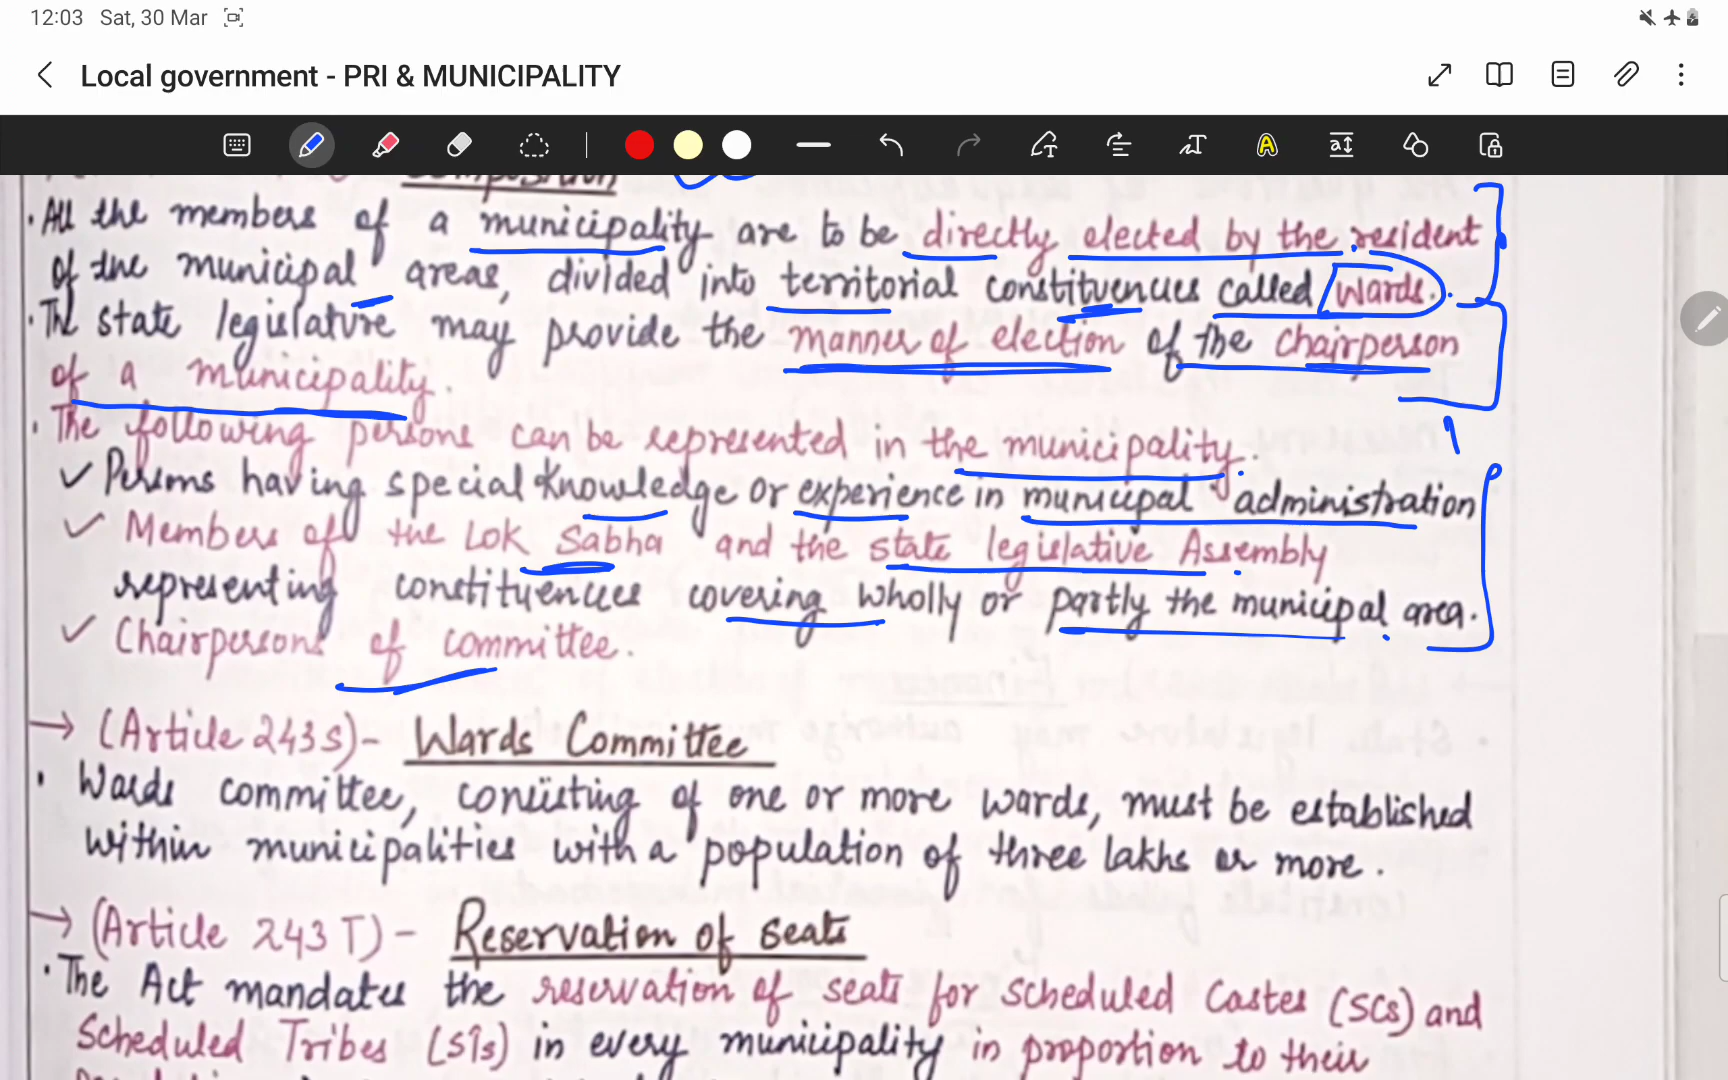 12:03 Sat, 30 Mar
Local government - PRI & MUNICIPALITY
Composition
• All the members of a municipality are to be directly elected by the resident
of the municipal areas, divided into territorial constituencies called Wards.
• The state legislature may provide the manner of election of the Chairperson
of a municipality.
• The following persons can be represented in the municipality.
✓ Persons having special knowledge or experience in municipal administration
✓ Members of the Lok Sabha and the state legislative Assembly
representing constituences covering wholly or partly the municipal area.
✓ Chairpersons of committee.
→ (Article 243S)- Wards Committee
• Wards committee, consisting of one or more wards, must be established
within municipalities with a population of three lakhs or more.
→ (Article 243T)- Reservation of seats
• The Act mandates the reservation of seats for Scheduled Castes (SCs) and
Scheduled Tribes (STs) in every municipality in proportion to their